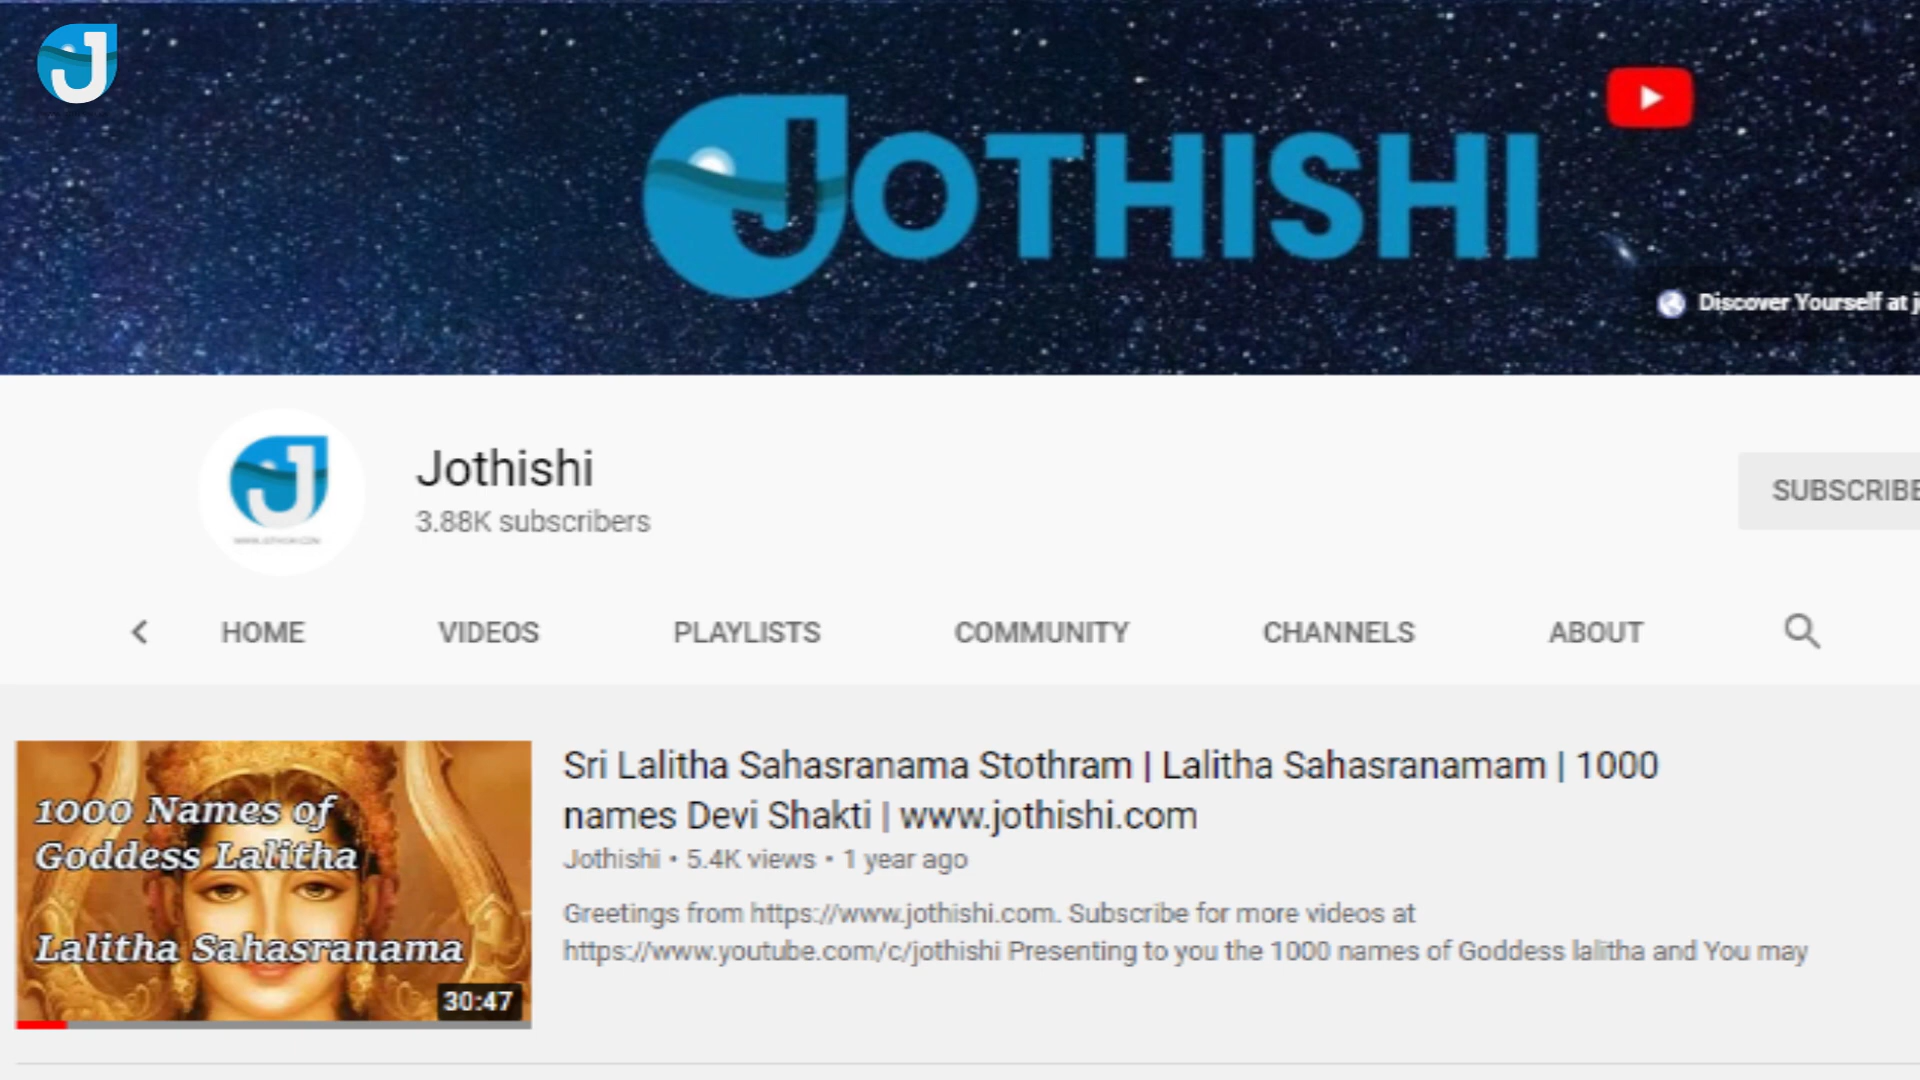 J
JOTHISHI
Discover Yourself at j
Jothishi
3.88K subscribers
SUBSCRIBE
HOME VIDEOS PLAYLISTS COMMUNITY CHANNELS ABOUT
1000 Names of
Goddess Lalitha
Lalitha Sahasranama
30:47
Sri Lalitha Sahasranama Stothram | Lalitha Sahasranamam | 1000
names Devi Shakti | www.jothishi.com
Jothishi • 5.4K views • 1 year ago
Greetings from https://www.jothishi.com. Subscribe for more videos at
https://www.youtube.com/c/jothishi Presenting to you the 1000 names of Goddess lalitha and You may